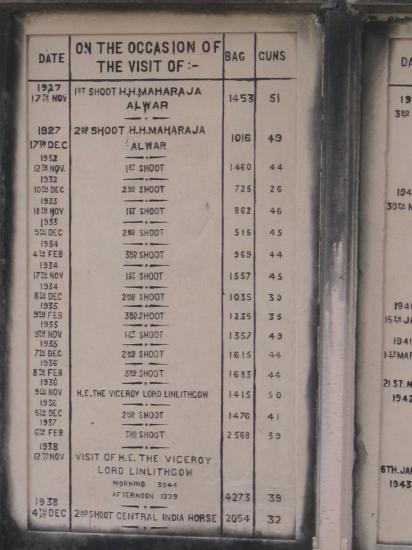 DATE ON THE OCCASION OF THE VISIT OF:- BAG GUNS
1927
17TH NOV 1ST SHOOT H.H. MAHARAJA ALWAR 1453 51
1927
17TH DEC 2ND SHOOT H.H. MAHARAJA ALWAR 1016 49
1932
12TH NOV. 1ST SHOOT 1460 44
1932
10TH DEC 2ND SHOOT 725 26
1933
18TH NOV 1ST SHOOT 862 46
1933
9TH DEC 2ND SHOOT 515 45
1934
4TH FEB 3RD SHOOT 969 44
1934
17TH NOV 1ST SHOOT 1557 45
1934
8TH DEC 2ND SHOOT 1035 39
1935
9TH FEB 3RD SHOOT 1235 35
1935
9TH NOV 1ST SHOOT 1357 49
1935
7TH DEC 2ND SHOOT 1615 44
1936
8TH FEB 3RD SHOOT 1683 44
1936
9TH NOV H.E. THE VICEROY LORD LINLITHGOW 1415 50
1936
5TH DEC 2ND SHOOT 1476 41
1937
6TH FEB 3RD SHOOT 2568 39
1938
12TH NOV VISIT OF H.E. THE VICEROY
LORD LINLITHGOW
MORNING 3044
AFTERNOON 1229 4273 39
1938
4TH DEC 2ND SHOOT CENTRAL INDIA HORSE 2054 32
6TH. JAN
1943